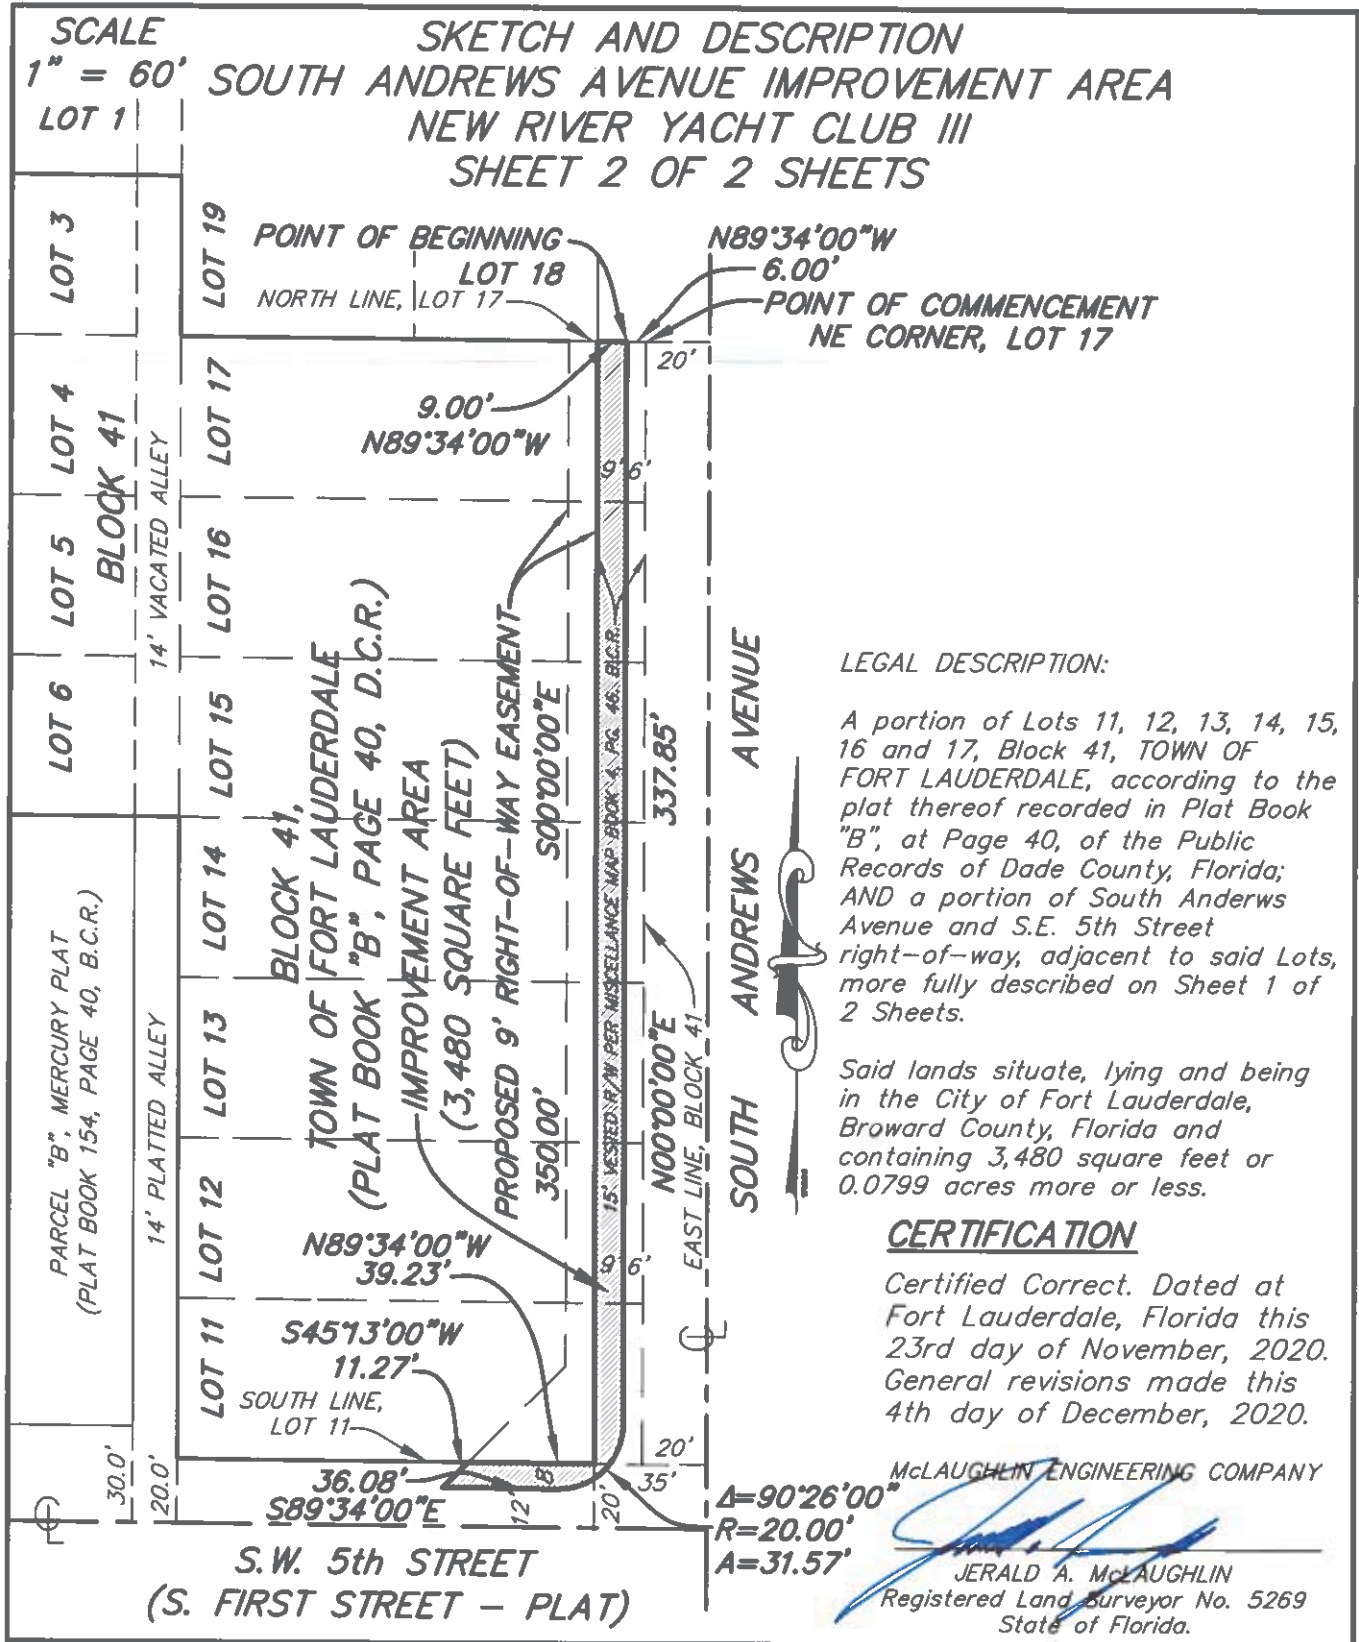 SCALE
1" = 60'
SKETCH AND DESCRIPTION
SOUTH ANDREWS AVENUE IMPROVEMENT AREA
NEW RIVER YACHT CLUB III
SHEET 2 OF 2 SHEETS
LOT 1
LOT 3
LOT 4
LOT 5
LOT 6
BLOCK 41
14' VACATED ALLEY
LOT 19
LOT 17
LOT 16
LOT 15
LOT 14
LOT 13
LOT 12
LOT 11
POINT OF BEGINNING
LOT 18
NORTH LINE, LOT 17
N89°34'00"W
6.00'
POINT OF COMMENCEMENT
NE CORNER, LOT 17
20'
9.00'
N89°34'00"W
9'
6'
BLOCK 41,
TOWN OF FORT LAUDERDALE
(PLAT BOOK "B", PAGE 40, D.C.R.)
IMPROVEMENT AREA
(3,480 SQUARE FEET)
PROPOSED 9' RIGHT-OF-WAY EASEMENT
350.00'
S00°00'00"E
15' VESTED R/W PER MISCELLANCE MAP BOOK 4, PG. 46, B.C.R.
337.85'
N00°00'00"E
EAST LINE, BLOCK 41
SOUTH ANDREWS AVENUE
PARCEL "B", MERCURY PLAT
(PLAT BOOK 154, PAGE 40, B.C.R.)
14' PLATTED ALLEY
N89°34'00"W
39.23'
9'
6'
S45°13'00"W
11.27'
SOUTH LINE,
LOT 11
36.08'
S89°34'00"E
8'
12'
20'
20'
35'
30.0'
20.0'
Δ=90°26'00"
R=20.00'
A=31.57'
S.W. 5th STREET
(S. FIRST STREET - PLAT)
LEGAL DESCRIPTION:
A portion of Lots 11, 12, 13, 14, 15,
16 and 17, Block 41, TOWN OF
FORT LAUDERDALE, according to the
plat thereof recorded in Plat Book
"B", at Page 40, of the Public
Records of Dade County, Florida;
AND a portion of South Anderws
Avenue and S.E. 5th Street
right-of-way, adjacent to said Lots,
more fully described on Sheet 1 of
2 Sheets.
Said lands situate, lying and being
in the City of Fort Lauderdale,
Broward County, Florida and
containing 3,480 square feet or
0.0799 acres more or less.
CERTIFICATION
Certified Correct. Dated at
Fort Lauderdale, Florida this
23rd day of November, 2020.
General revisions made this
4th day of December, 2020.
McLAUGHLIN ENGINEERING COMPANY
JERALD A. McLAUGHLIN
Registered Land Surveyor No. 5269
State of Florida.